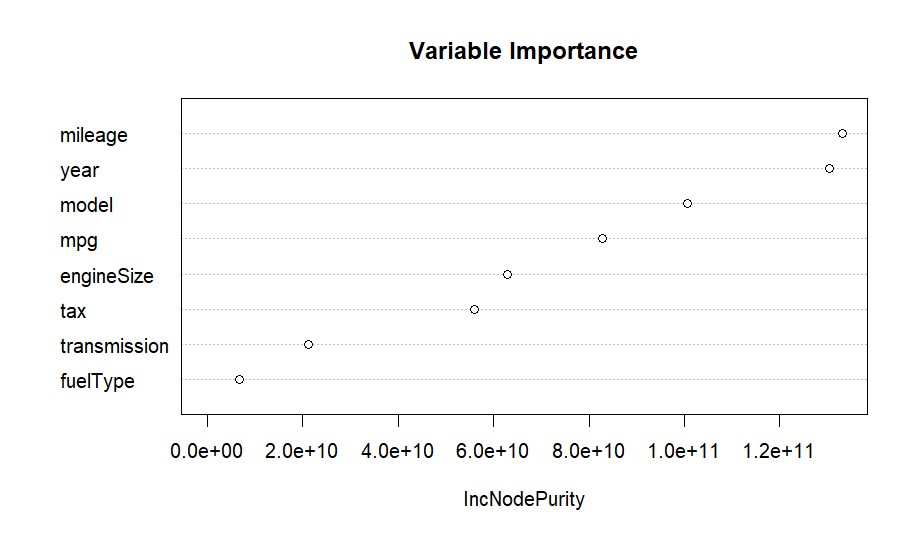 Variable Importance
mileage
year
model
mpg
engineSize
tax
transmission
fuelType
0.0e+00 2.0e+10 4.0e+10 6.0e+10 8.0e+10 1.0e+11 1.2e+11
IncNodePurity